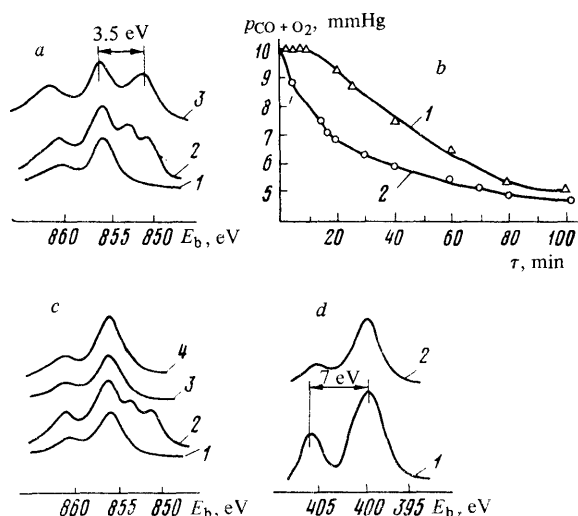 a
3.5 eV
3
2
1
860 855 850 E_b, eV
p_CO + O_2, mmHg
b
10
9
8
7
6
5
1
2
20 40 60 80 100
τ, min
c
4
3
2
1
860 855 850 E_b, eV
d
2
7 eV
1
405 400 395
E_b, eV